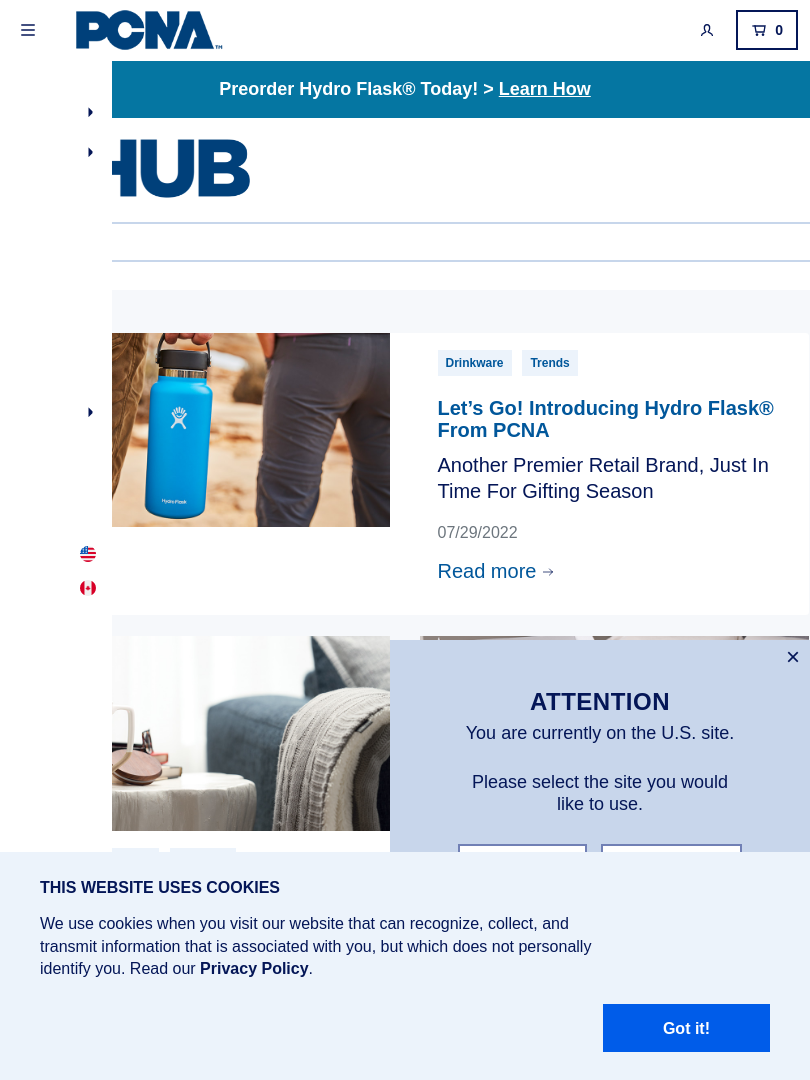 PCNA™
0
Preorder Hydro Flask® Today! > Learn How
HUB
Drinkware
Trends
Let’s Go! Introducing Hydro Flask®
From PCNA
Another Premier Retail Brand, Just In
Time For Gifting Season
07/29/2022
Read more
Hydro Flask
ATTENTION
You are currently on the U.S. site.
Please select the site you would
like to use.
THIS WEBSITE USES COOKIES
We use cookies when you visit our website that can recognize, collect, and
transmit information that is associated with you, but which does not personally
identify you. Read our Privacy Policy.
Got it!